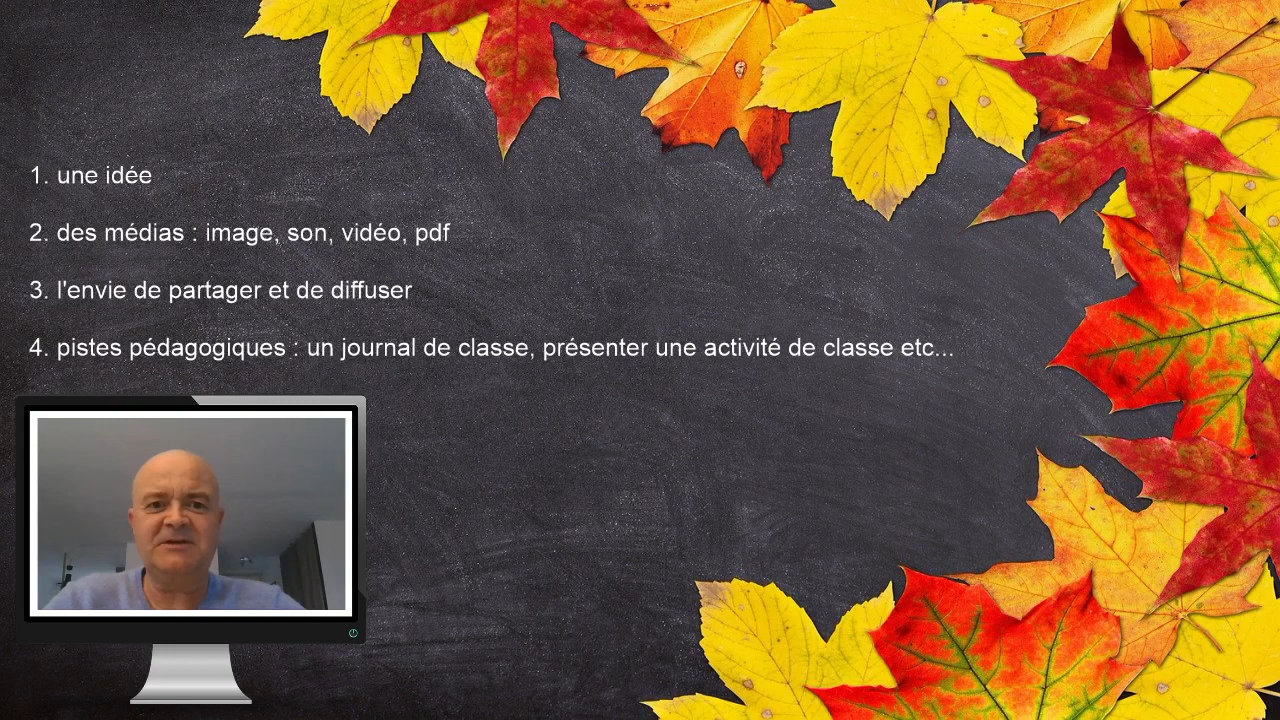 1. une idée
2. des médias : image, son, vidéo, pdf
3. l'envie de partager et de diffuser
4. pistes pédagogiques : un journal de classe, présenter une activité de classe etc...